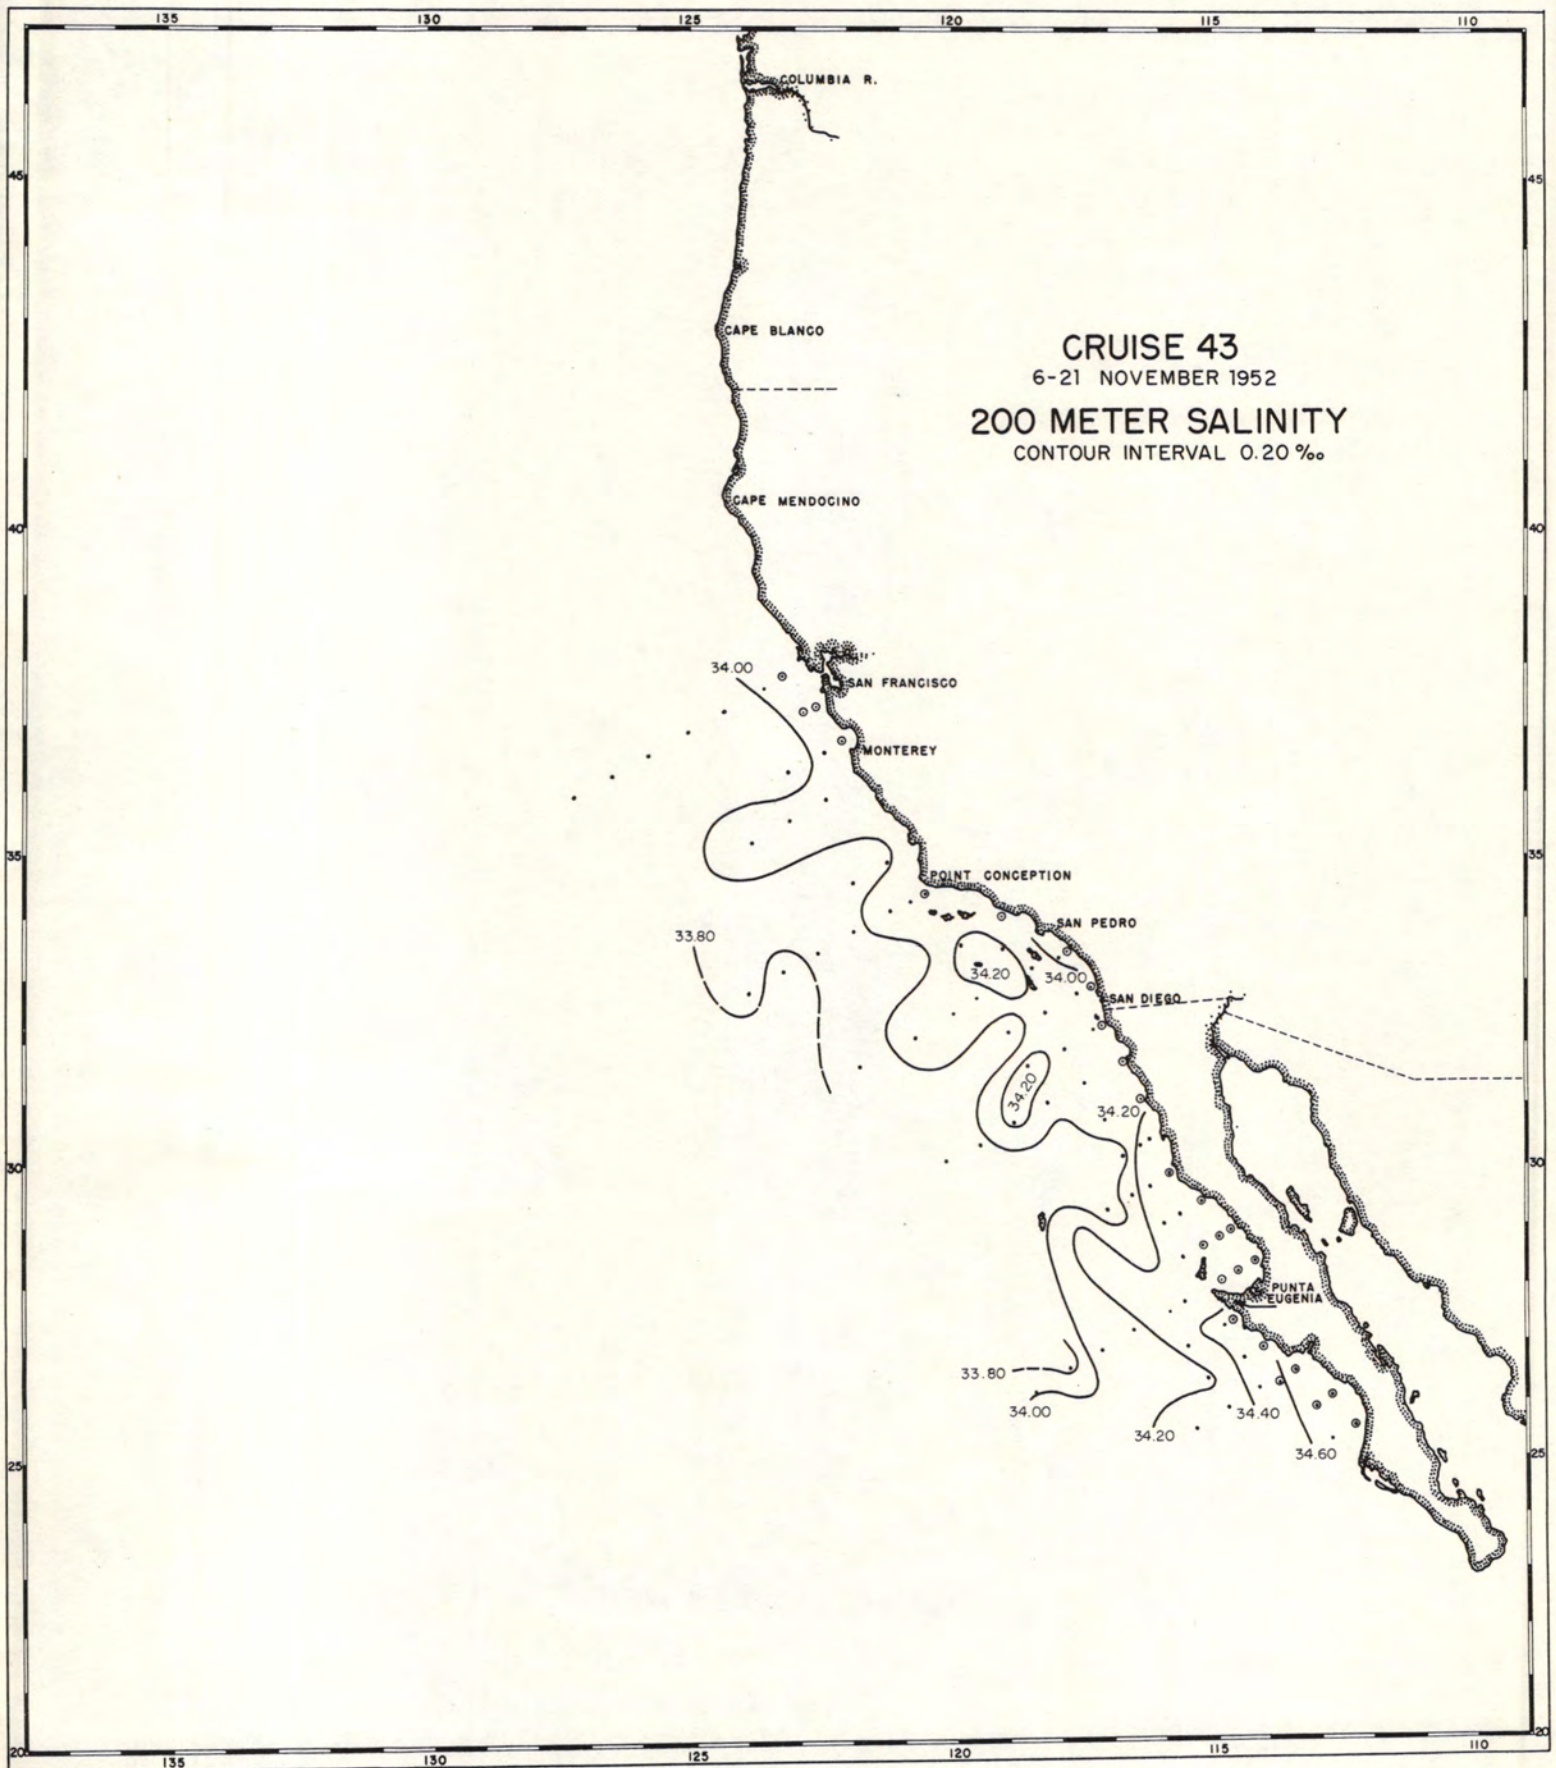 135 130 125 120 115 110
COLUMBIA R.
45 45
CAPE BLANCO
CRUISE 43
6-21 NOVEMBER 1952
200 METER SALINITY
CONTOUR INTERVAL 0.20 ‰
CAPE MENDOCINO
40 40
34.00
SAN FRANCISCO
MONTEREY
35 35
POINT CONCEPTION
SAN PEDRO
33.80
34.20
34.00
SAN DIEGO
34.20
34.20
30 30
PUNTA
EUGENIA
33.80
34.00
34.40
34.20
34.60
25 25
20 20
135 130 125 120 115 110